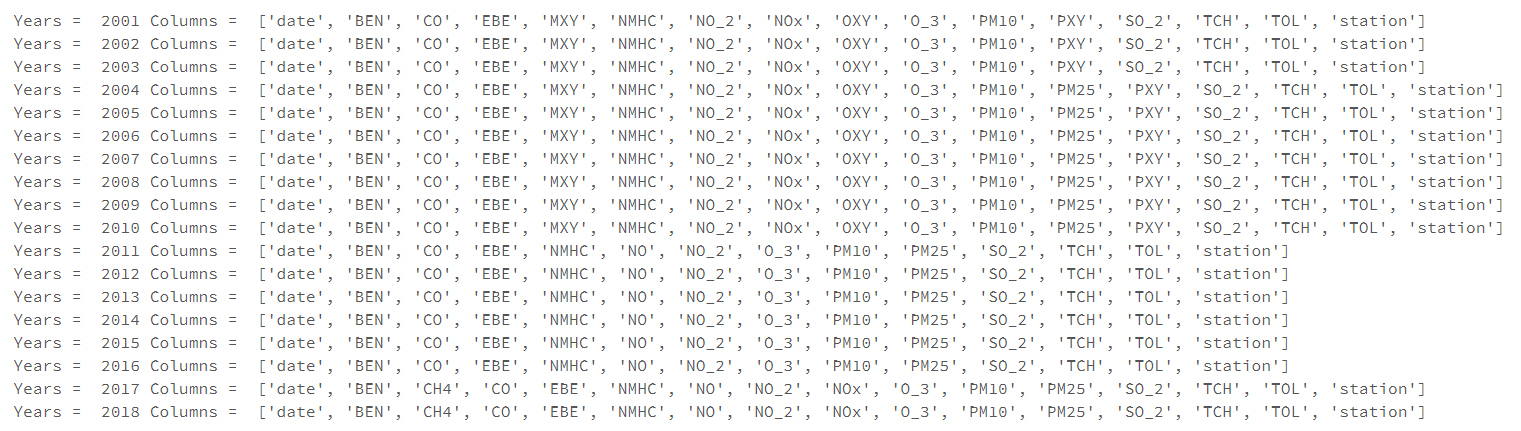 Years =  2001 Columns =  ['date', 'BEN', 'CO', 'EBE', 'MXY', 'NMHC', 'NO_2', 'NOx', 'OXY', 'O_3', 'PM10', 'PXY', 'SO_2', 'TCH', 'TOL', 'station']
Years =  2002 Columns =  ['date', 'BEN', 'CO', 'EBE', 'MXY', 'NMHC', 'NO_2', 'NOx', 'OXY', 'O_3', 'PM10', 'PXY', 'SO_2', 'TCH', 'TOL', 'station']
Years =  2003 Columns =  ['date', 'BEN', 'CO', 'EBE', 'MXY', 'NMHC', 'NO_2', 'NOx', 'OXY', 'O_3', 'PM10', 'PXY', 'SO_2', 'TCH', 'TOL', 'station']
Years =  2004 Columns =  ['date', 'BEN', 'CO', 'EBE', 'MXY', 'NMHC', 'NO_2', 'NOx', 'OXY', 'O_3', 'PM10', 'PM25', 'PXY', 'SO_2', 'TCH', 'TOL', 'station']
Years =  2005 Columns =  ['date', 'BEN', 'CO', 'EBE', 'MXY', 'NMHC', 'NO_2', 'NOx', 'OXY', 'O_3', 'PM10', 'PM25', 'PXY', 'SO_2', 'TCH', 'TOL', 'station']
Years =  2006 Columns =  ['date', 'BEN', 'CO', 'EBE', 'MXY', 'NMHC', 'NO_2', 'NOx', 'OXY', 'O_3', 'PM10', 'PM25', 'PXY', 'SO_2', 'TCH', 'TOL', 'station']
Years =  2007 Columns =  ['date', 'BEN', 'CO', 'EBE', 'MXY', 'NMHC', 'NO_2', 'NOx', 'OXY', 'O_3', 'PM10', 'PM25', 'PXY', 'SO_2', 'TCH', 'TOL', 'station']
Years =  2008 Columns =  ['date', 'BEN', 'CO', 'EBE', 'MXY', 'NMHC', 'NO_2', 'NOx', 'OXY', 'O_3', 'PM10', 'PM25', 'PXY', 'SO_2', 'TCH', 'TOL', 'station']
Years =  2009 Columns =  ['date', 'BEN', 'CO', 'EBE', 'MXY', 'NMHC', 'NO_2', 'NOx', 'OXY', 'O_3', 'PM10', 'PM25', 'PXY', 'SO_2', 'TCH', 'TOL', 'station']
Years =  2010 Columns =  ['date', 'BEN', 'CO', 'EBE', 'MXY', 'NMHC', 'NO_2', 'NOx', 'OXY', 'O_3', 'PM10', 'PM25', 'PXY', 'SO_2', 'TCH', 'TOL', 'station']
Years =  2011 Columns =  ['date', 'BEN', 'CO', 'EBE', 'NMHC', 'NO', 'NO_2', 'O_3', 'PM10', 'PM25', 'SO_2', 'TCH', 'TOL', 'station']
Years =  2012 Columns =  ['date', 'BEN', 'CO', 'EBE', 'NMHC', 'NO', 'NO_2', 'O_3', 'PM10', 'PM25', 'SO_2', 'TCH', 'TOL', 'station']
Years =  2013 Columns =  ['date', 'BEN', 'CO', 'EBE', 'NMHC', 'NO', 'NO_2', 'O_3', 'PM10', 'PM25', 'SO_2', 'TCH', 'TOL', 'station']
Years =  2014 Columns =  ['date', 'BEN', 'CO', 'EBE', 'NMHC', 'NO', 'NO_2', 'O_3', 'PM10', 'PM25', 'SO_2', 'TCH', 'TOL', 'station']
Years =  2015 Columns =  ['date', 'BEN', 'CO', 'EBE', 'NMHC', 'NO', 'NO_2', 'O_3', 'PM10', 'PM25', 'SO_2', 'TCH', 'TOL', 'station']
Years =  2016 Columns =  ['date', 'BEN', 'CO', 'EBE', 'NMHC', 'NO', 'NO_2', 'O_3', 'PM10', 'PM25', 'SO_2', 'TCH', 'TOL', 'station']
Years =  2017 Columns =  ['date', 'BEN', 'CH4', 'CO', 'EBE', 'NMHC', 'NO', 'NO_2', 'NOx', 'O_3', 'PM10', 'PM25', 'SO_2', 'TCH', 'TOL', 'station']
Years =  2018 Columns =  ['date', 'BEN', 'CH4', 'CO', 'EBE', 'NMHC', 'NO', 'NO_2', 'NOx', 'O_3', 'PM10', 'PM25', 'SO_2', 'TCH', 'TOL', 'station']